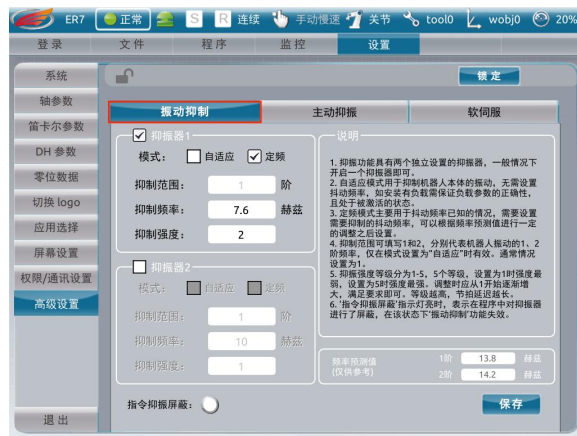 ER7 正常 S R 连续 手动慢速 关节 tool0 wobj0 20%
登录 文件 程序 监控 设置
系统
轴参数
笛卡尔参数
DH 参数
零位数据
切换 logo
应用选择
屏幕设置
权限/通讯设置
高级设置
退出
锁定
振动抑制 主动抑振 软伺服
抑振器1
模式： 自适应 定频
抑制范围： 1 阶
抑制频率： 7.6 赫兹
抑制强度： 2
抑振器2
模式： 自适应 定频
抑制范围： 1 阶
抑制频率： 10 赫兹
抑制强度： 1
指令抑振屏蔽：
说明
1. 抑振功能具有两个独立设置的抑振器，一般情况下
开启一个抑振器即可。
2. 自适应模式用于抑制机器人本体的振动，无需设置
抖动频率，如安装有负载需保证负载参数的正确性，
且处于被激活的状态。
3. 定频模式主要用于抖动频率已知的情况，需要设置
需要抑制的抖动频率，可以根据频率预测值进行一定
的调整之后设置。
4. 抑制范围可填写1和2，分别代表机器人振动的1、2
阶频率，仅在模式设置为"自适应"时有效。通常情况
设置为1。
5. 抑振强度等级分为1-5，5个等级，设置为1时强度最
弱，设置为5时强度最强。调整时应从1开始逐渐增
大，满足要求即可。等级越高，节拍延迟越长。
6. '指令抑振屏蔽'指示灯亮时，表示在程序中对抑振器
进行了屏蔽，在该状态下'振动抑制'功能失效。
频率预测值
(仅供参考)
1阶 13.8 赫兹
2阶 14.2 赫兹
保存